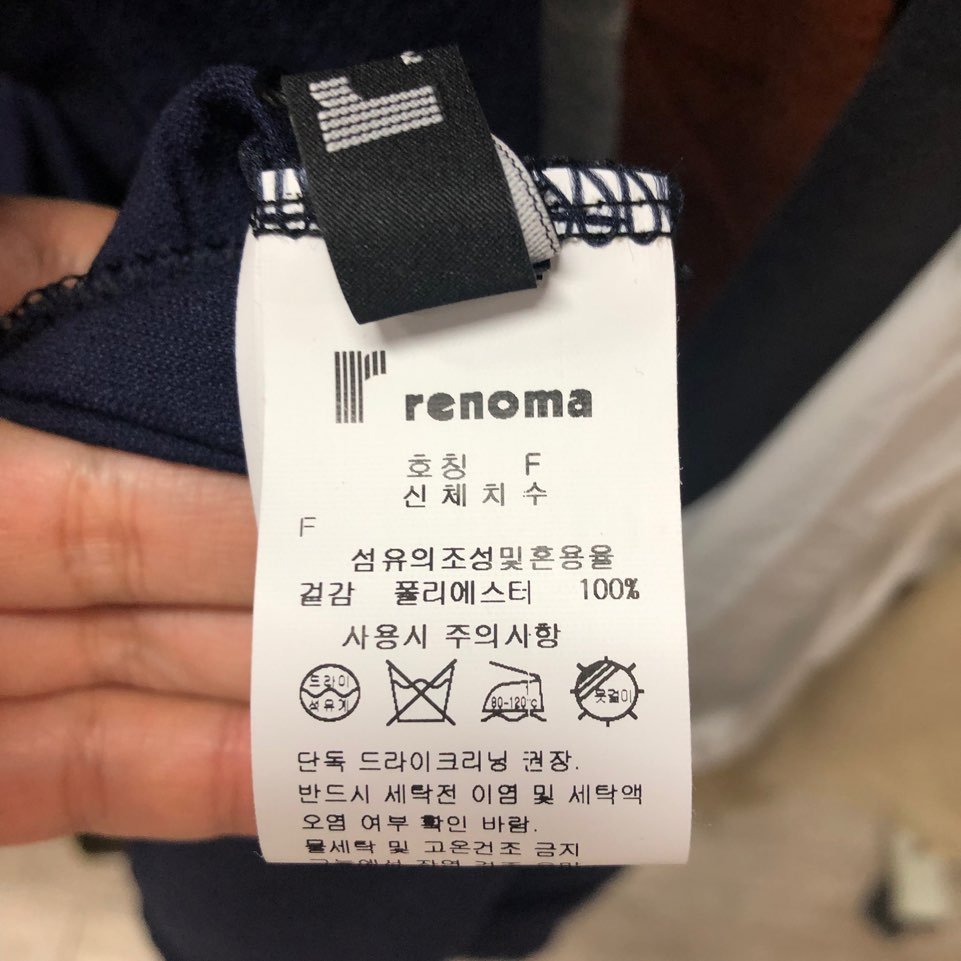 renoma
호칭 F
신체치수
F
섬유의조성및혼용율
겉감 폴리에스터 100%
사용시 주의사항
드라이
석유계
80-120℃
옷걸이
단독 드라이크리닝 권장.
반드시 세탁전 이염 및 세탁액
오염 여부 확인 바람.
물세탁 및 고온건조 금지